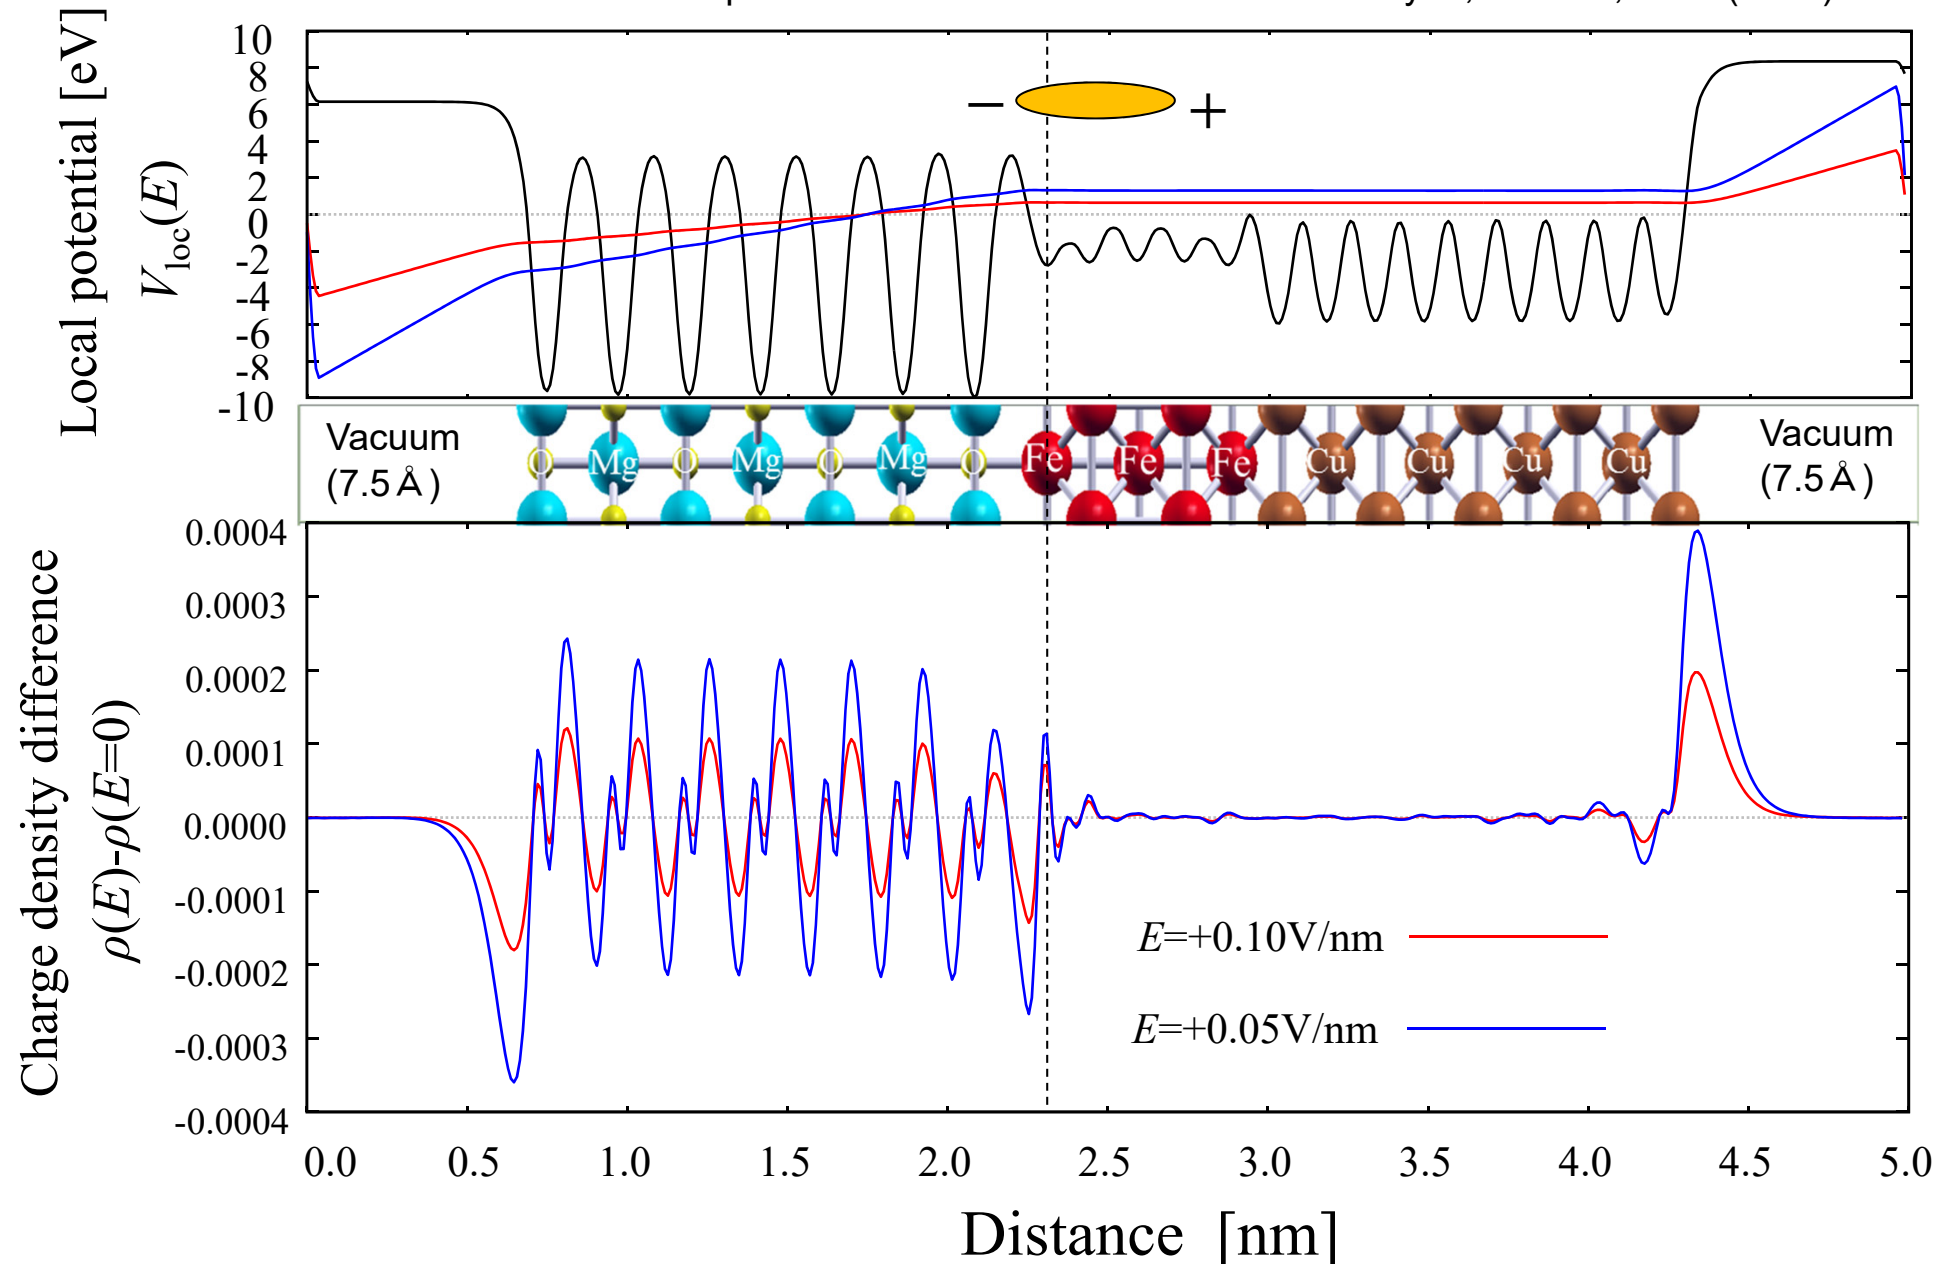 Local potential [eV]
Vloc(E)
10
8
6
4
2
0
-2
-4
-6
-8
-10
− +
Vacuum
(7.5Å)
O Mg O Mg O Mg O Fe Fe Fe Cu Cu Cu Cu
Vacuum
(7.5Å)
Charge density difference
ρ(E)-ρ(E=0)
0.0004
0.0003
0.0002
0.0001
0.0000
-0.0001
-0.0002
-0.0003
-0.0004
E=+0.10V/nm
E=+0.05V/nm
0.0 0.5 1.0 1.5 2.0 2.5 3.0 3.5 4.0 4.5 5.0
Distance [nm]